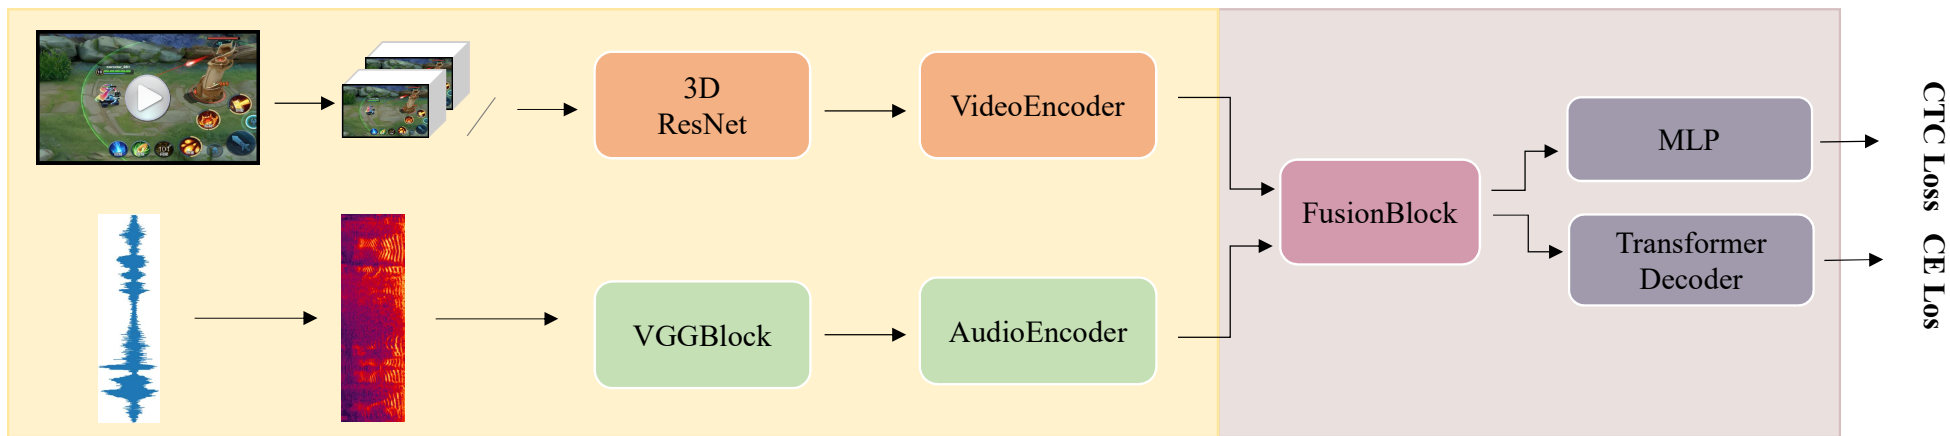 3D
ResNet
VideoEncoder
VGGBlock
AudioEncoder
FusionBlock
MLP
Transformer
Decoder
CTC Loss
CE Los